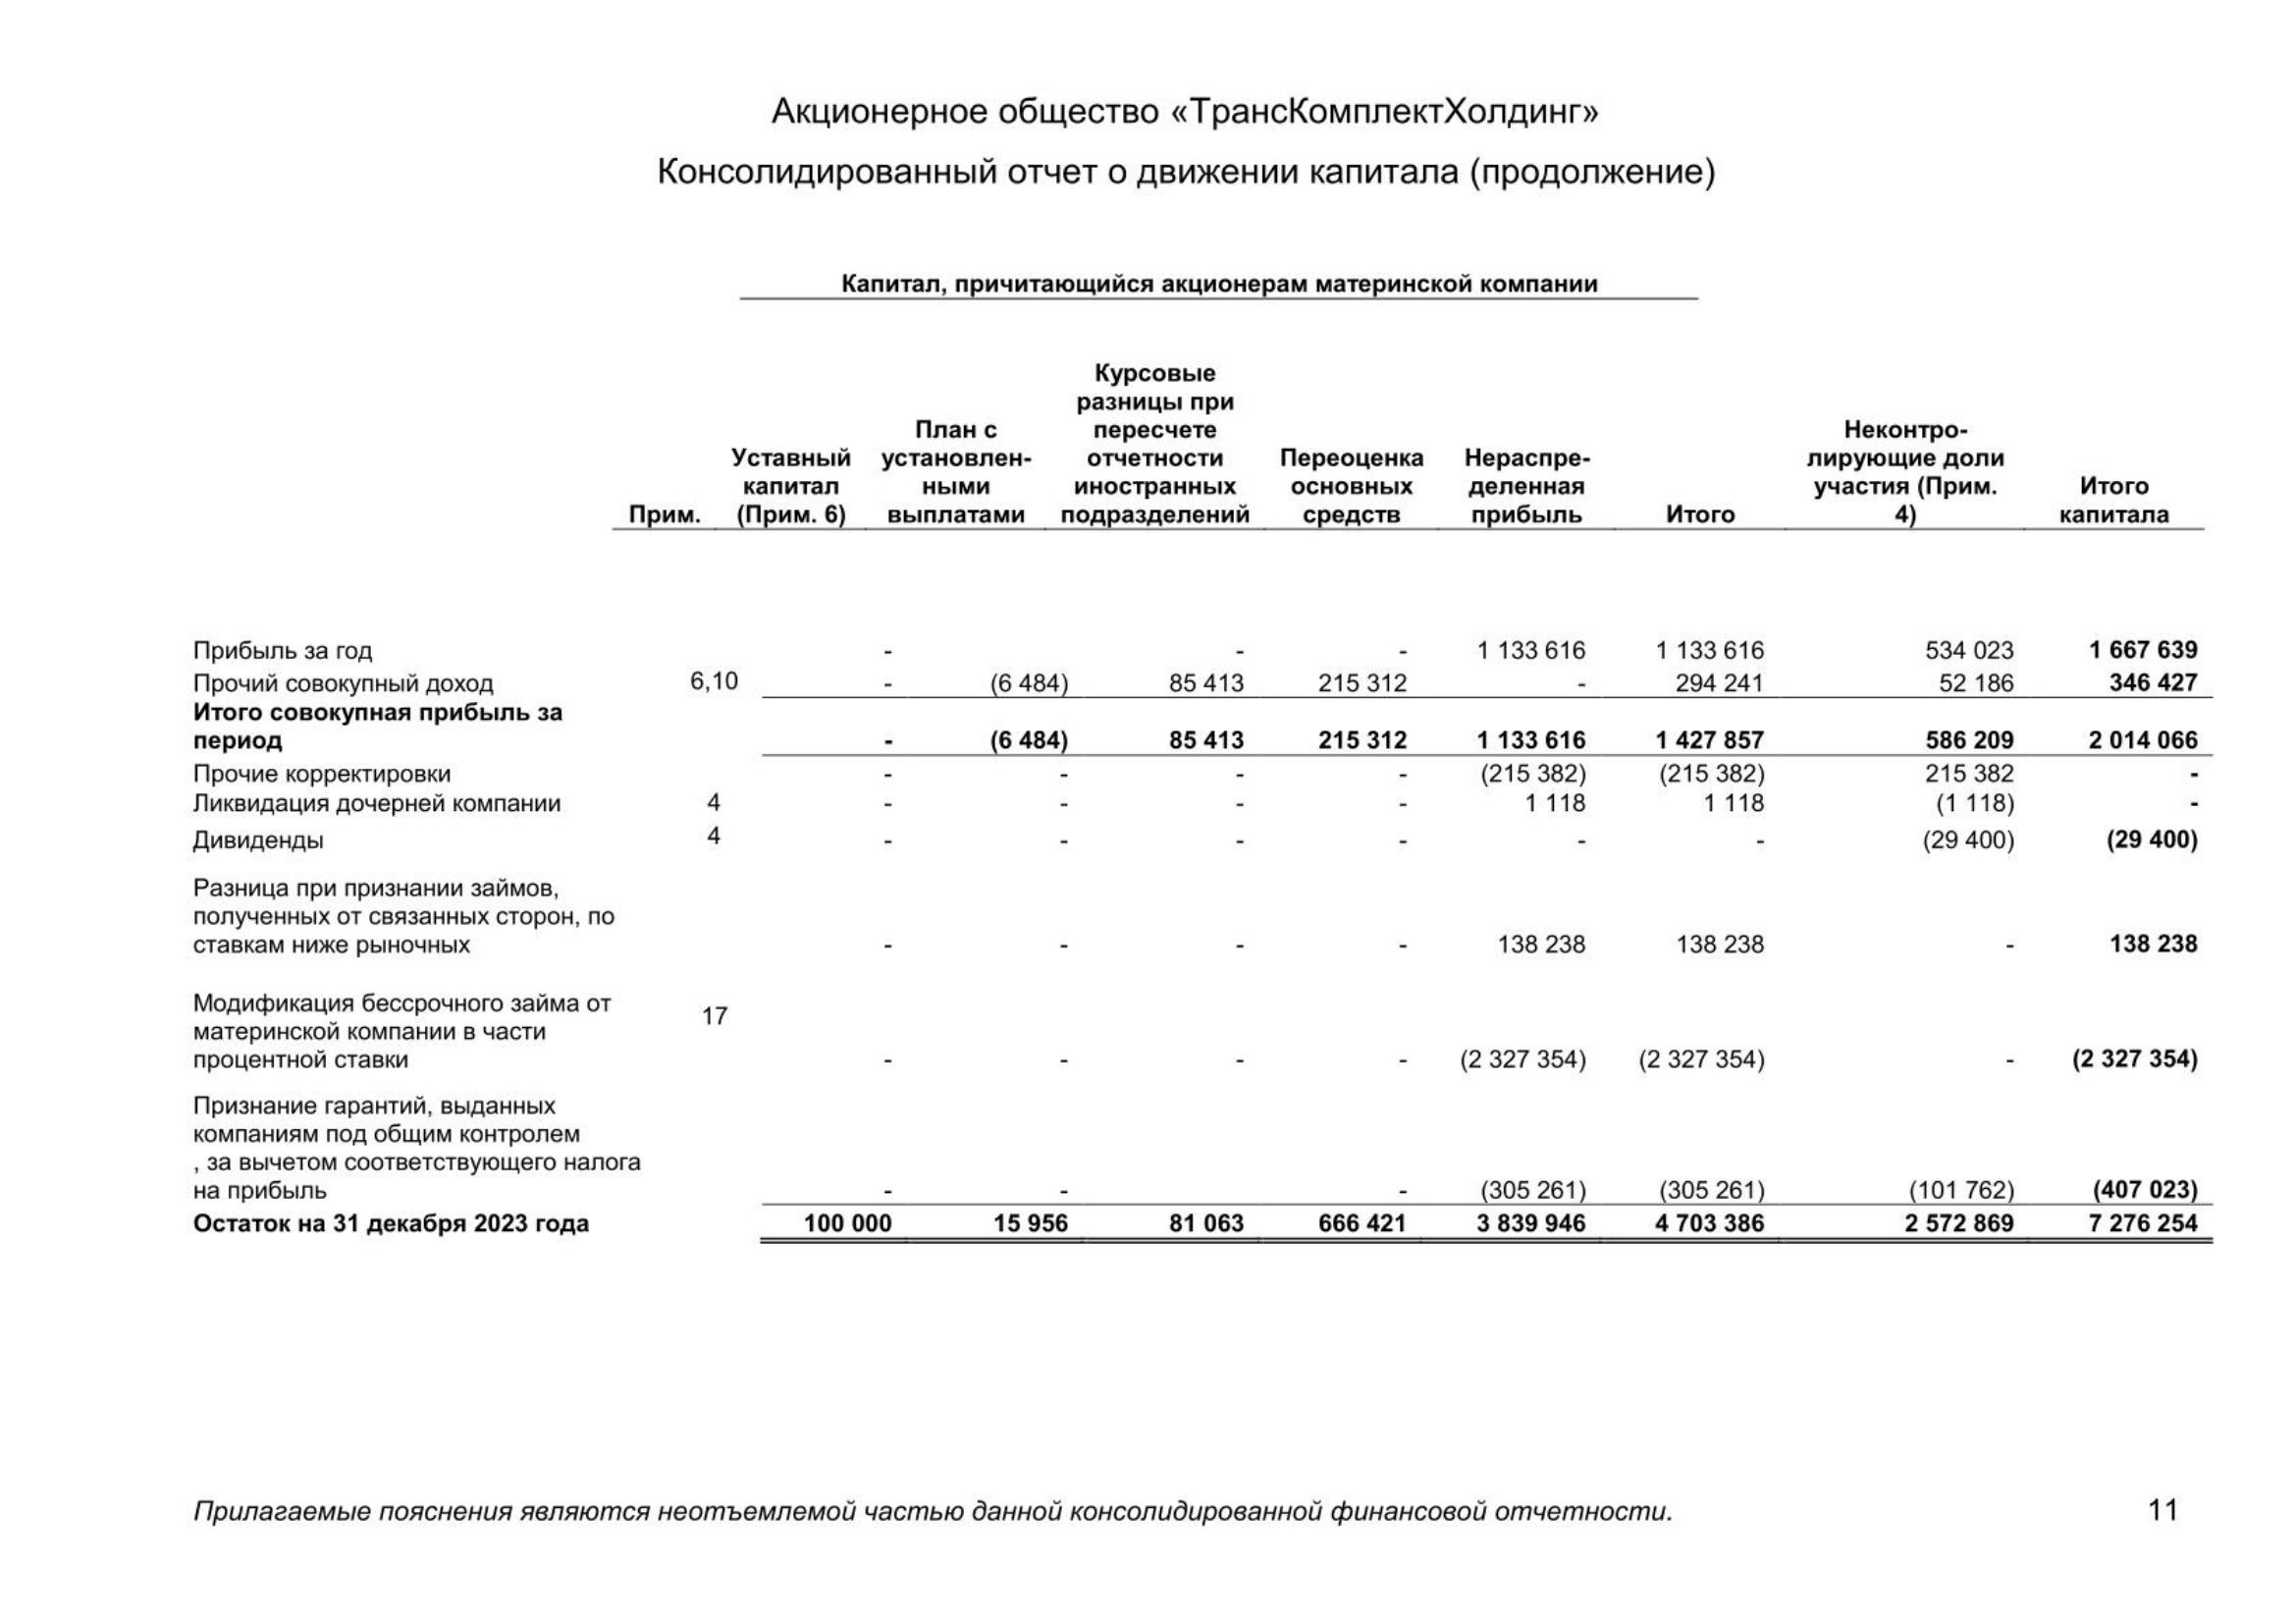 Акционерное общество «ТрансКомплектХолдинг»
Консолидированный отчет о движении капитала (продолжение)
Капитал, причитающийся акционерам материнской компании
Прим.
Уставный
капитал
(Прим. 6)
План с
установлен-
ными
выплатами
Курсовые
разницы при
пересчете
отчетности
иностранных
подразделений
Переоценка
основных
средств
Нераспре-
деленная
прибыль
Итого
Неконтро-
лирующие доли
участия (Прим.
4)
Итого
капитала
Прибыль за год - - - 1 133 616 1 133 616 534 023 1 667 639
Прочий совокупный доход 6,10 - (6 484) 85 413 215 312 - 294 241 52 186 346 427
Итого совокупная прибыль за
период - (6 484) 85 413 215 312 1 133 616 1 427 857 586 209 2 014 066
Прочие корректировки - - - - (215 382) (215 382) 215 382 -
Ликвидация дочерней компании 4 - - - - 1 118 1 118 (1 118) -
Дивиденды 4 - - - - - - (29 400) (29 400)
Разница при признании займов,
полученных от связанных сторон, по
ставкам ниже рыночных - - - - 138 238 138 238 - 138 238
Модификация бессрочного займа от
17
материнской компании в части
процентной ставки - - - - (2 327 354) (2 327 354) - (2 327 354)
Признание гарантий, выданных
компаниям под общим контролем
, за вычетом соответствующего налога
на прибыль - - - (305 261) (305 261) (101 762) (407 023)
Остаток на 31 декабря 2023 года 100 000 15 956 81 063 666 421 3 839 946 4 703 386 2 572 869 7 276 254
Прилагаемые пояснения являются неотъемлемой частью данной консолидированной финансовой отчетности. 11